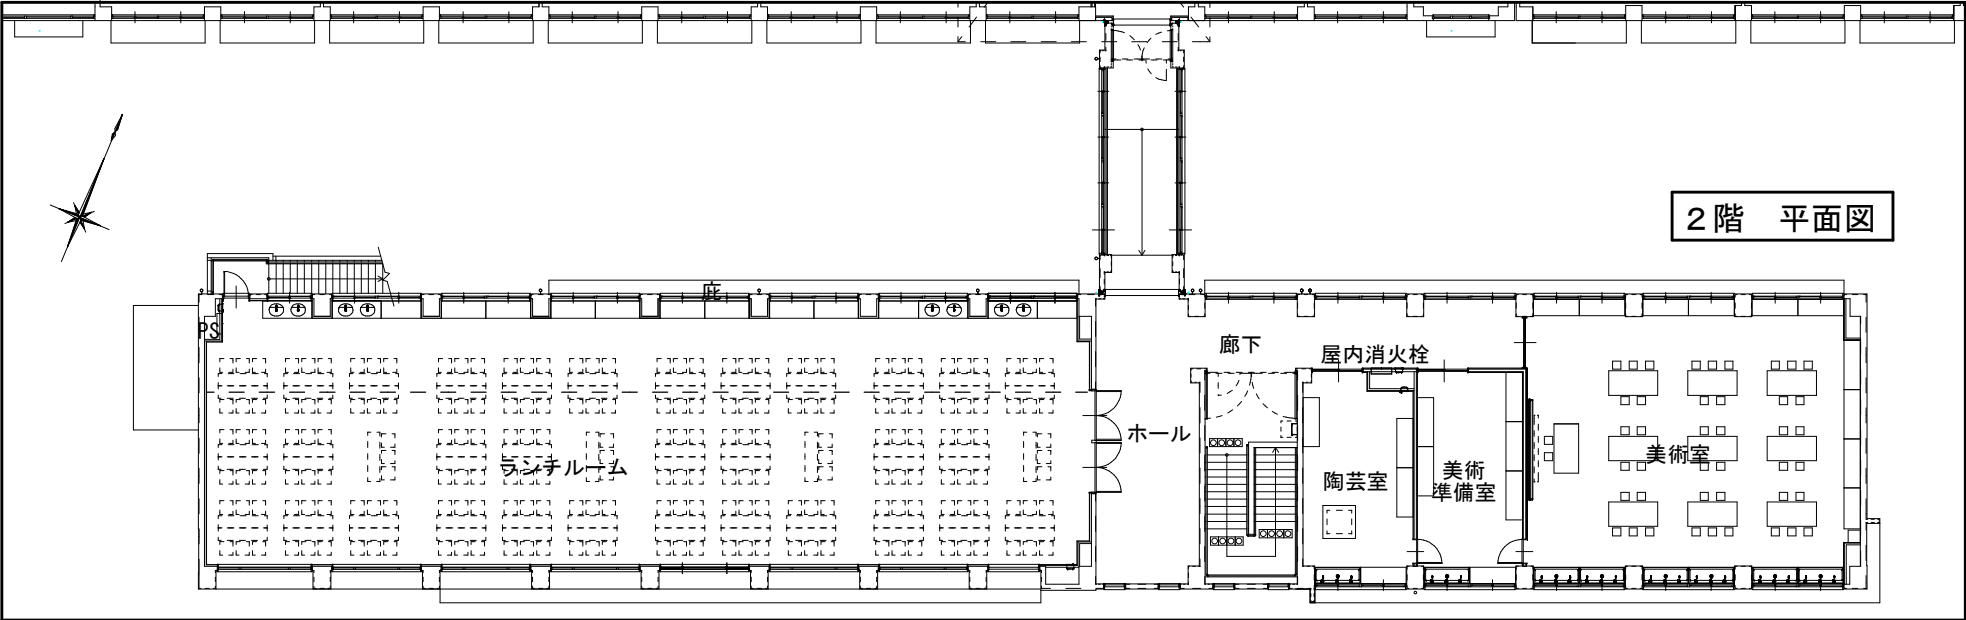 2階　平面図
庇
PS
廊下
屋内消火栓
ホール
ランチルーム
陶芸室
美術
準備室
美術室